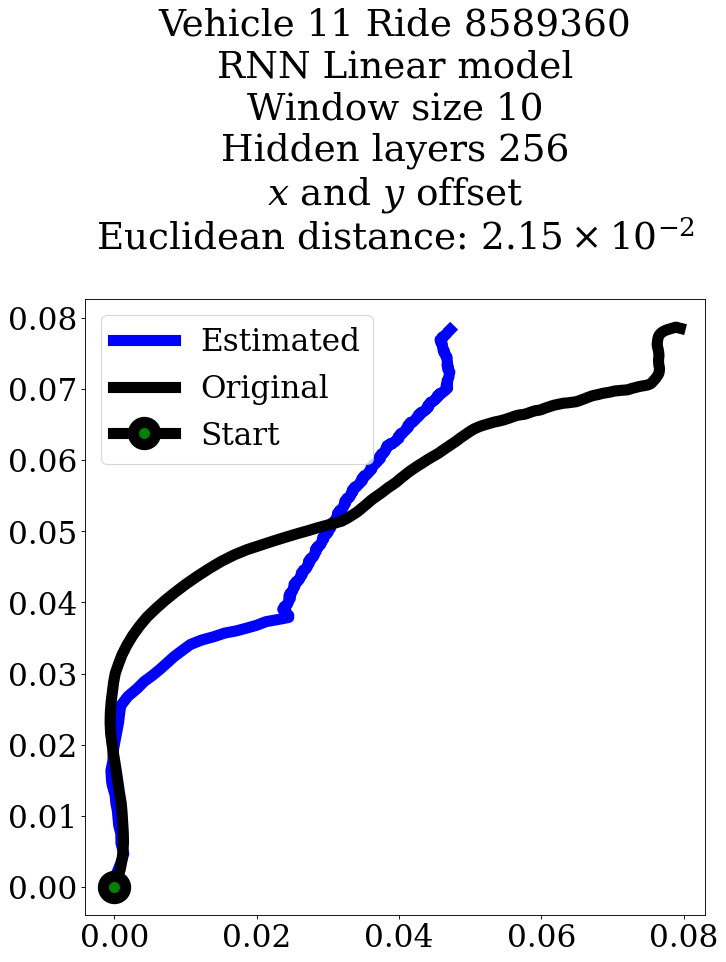 Vehicle 11 Ride 8589360
RNN Linear model
Window size 10
Hidden layers 256
x and y offset
Euclidean distance: 2.15 × 10⁻²
0.08
0.07
0.06
0.05
0.04
0.03
0.02
0.01
0.00
Estimated
Original
Start
0.00 0.02 0.04 0.06 0.08